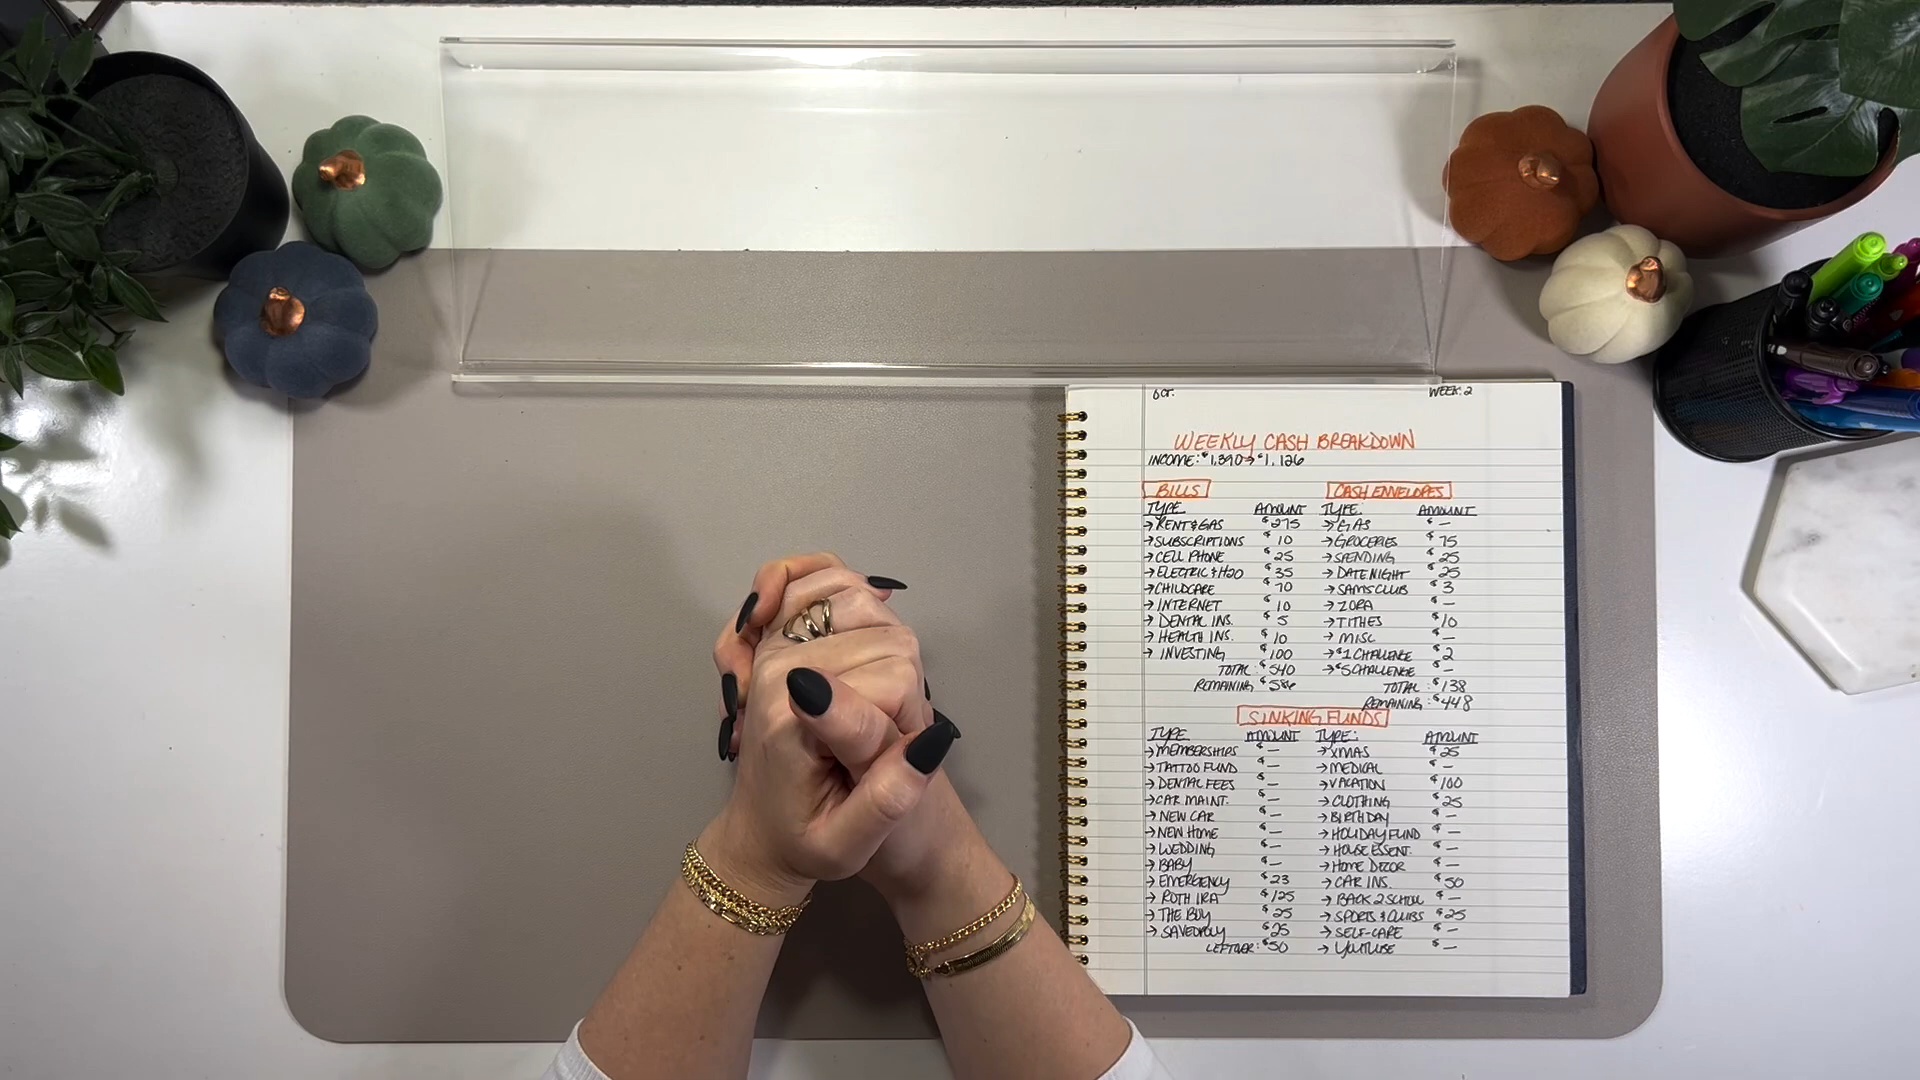 OCT. WEEK: 2
WEEKLY CASH BREAKDOWN
INCOME: $1,390→$1,126
BILLS CASH ENVELOPES
TYPE AMOUNT TYPE: AMOUNT
→RENT & GAS $275 →GAS $—
→SUBSCRIPTIONS $10 →GROCERIES $75
→CELL PHONE $25 →SPENDING $25
→ELECTRIC & H2O $35 →DATE NIGHT $25
→CHILDCARE $70 →SAMS CLUB $3
→INTERNET $10 →ZORA $—
→DENTAL INS. $5 →TITHES $10
→HEALTH INS. $10 →MISC $—
→INVESTING $100 →$1 CHALLENGE $2
TOTAL: $540 →$5 CHALLENGE $—
REMAINING $586 TOTAL: $138
REMAINING: $448
SINKING FUNDS
TYPE AMOUNT TYPE: AMOUNT
→MEMBERSHIPS $— →XMAS $25
→TATTOO FUND $— →MEDICAL $—
→DENTAL FEES $— →VACATION $100
→CAR MAINT. $— →CLOTHING $25
→NEW CAR $— →BIRTHDAY $—
→NEW HOME $— →HOLIDAY FUND $—
→WEDDING $— →HOUSE ESSENT. $—
→BABY $— →HOME DECOR $—
→EMERGENCY $23 →CAR INS. $50
→ROTH IRA $125 →BACK 2 SCHOOL $—
→THE BUY $25 →SPORTS & CLUBS $25
→SAVEOPOLY $25 →SELF-CARE $—
LEFTOVER: $50 →YOUTUBE $—